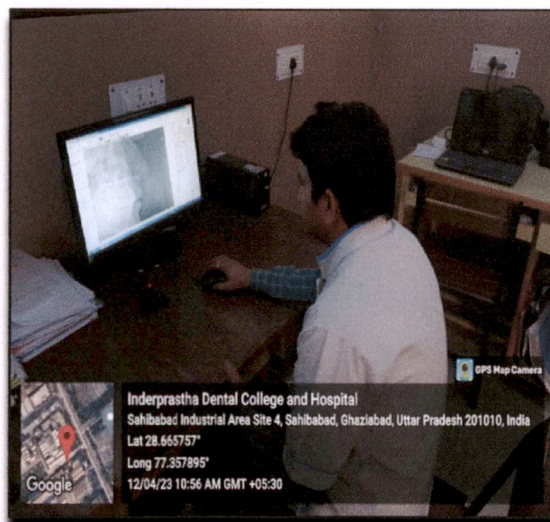 GPS Map Camera
Inderprastha Dental College and Hospital
Sahibabad Industrial Area Site 4, Sahibabad, Ghaziabad, Uttar Pradesh 201010, India
Lat 28.665757°
Long 77.357895°
12/04/23 10:56 AM GMT +05:30
Google